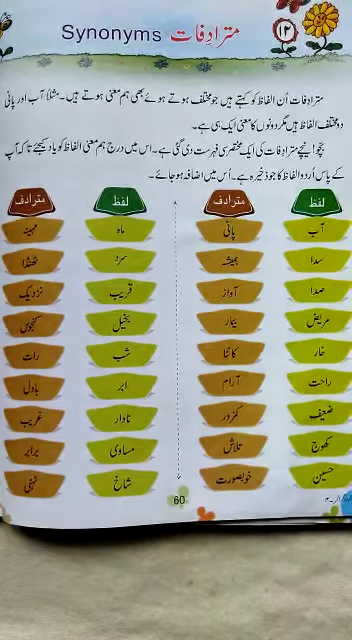 ۱۲
مترادفات Synonyms
مترادفات اُن الفاظ کو کہتے ہیں جو مختلف ہوتے ہوئے بھی ہم معنی ہوتے ہیں۔ مثلاً آب اور پانی
دو مختلف الفاظ ہیں مگر دونوں کا معنی ایک ہی ہے۔
بچّو! نیچے مترادفات کی ایک مختصر سی فہرست دی گئی ہے۔ اس میں درج ہم معنی الفاظ کو یاد کیجئے تاکہ آپ
کے پاس اُردو الفاظ کا جو ذخیرہ ہے۔ اُس میں اضافہ ہو جائے۔
لفظ مترادف لفظ مترادف
آب پانی ماہ مہینہ
سدا ہمیشہ سرد ٹھنڈا
صدا آواز قریب نزدیک
مریض بیمار بخیل کنجوس
خار کانٹا شب رات
راحت آرام ابر بادل
ضعیف کمزور نادار غریب
کھوج تلاش مساوی برابر
حسین خوبصورت شاخ ٹہنی
60